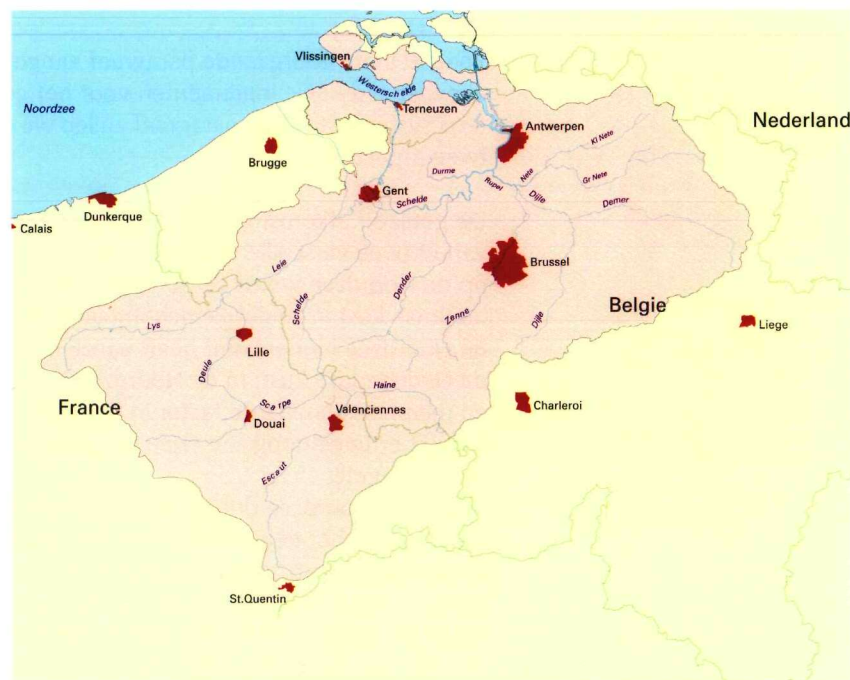 Vlissingen
Westerschelde
Noordzee
Terneuzen
Nederland
Antwerpen
Kl Nete
Brugge
Durme
Rupel
Nete
Gr Nete
Gent
Schelde
Dijle
Demer
Dunkerque
Calais
Leie
Brussel
Dender
Schelde
Zenne
Dijle
Belgie
Lys
Liege
Lille
Deule
Haine
France
Scarpe
Valenciennes
Douai
Charleroi
Escaut
St.Quentin